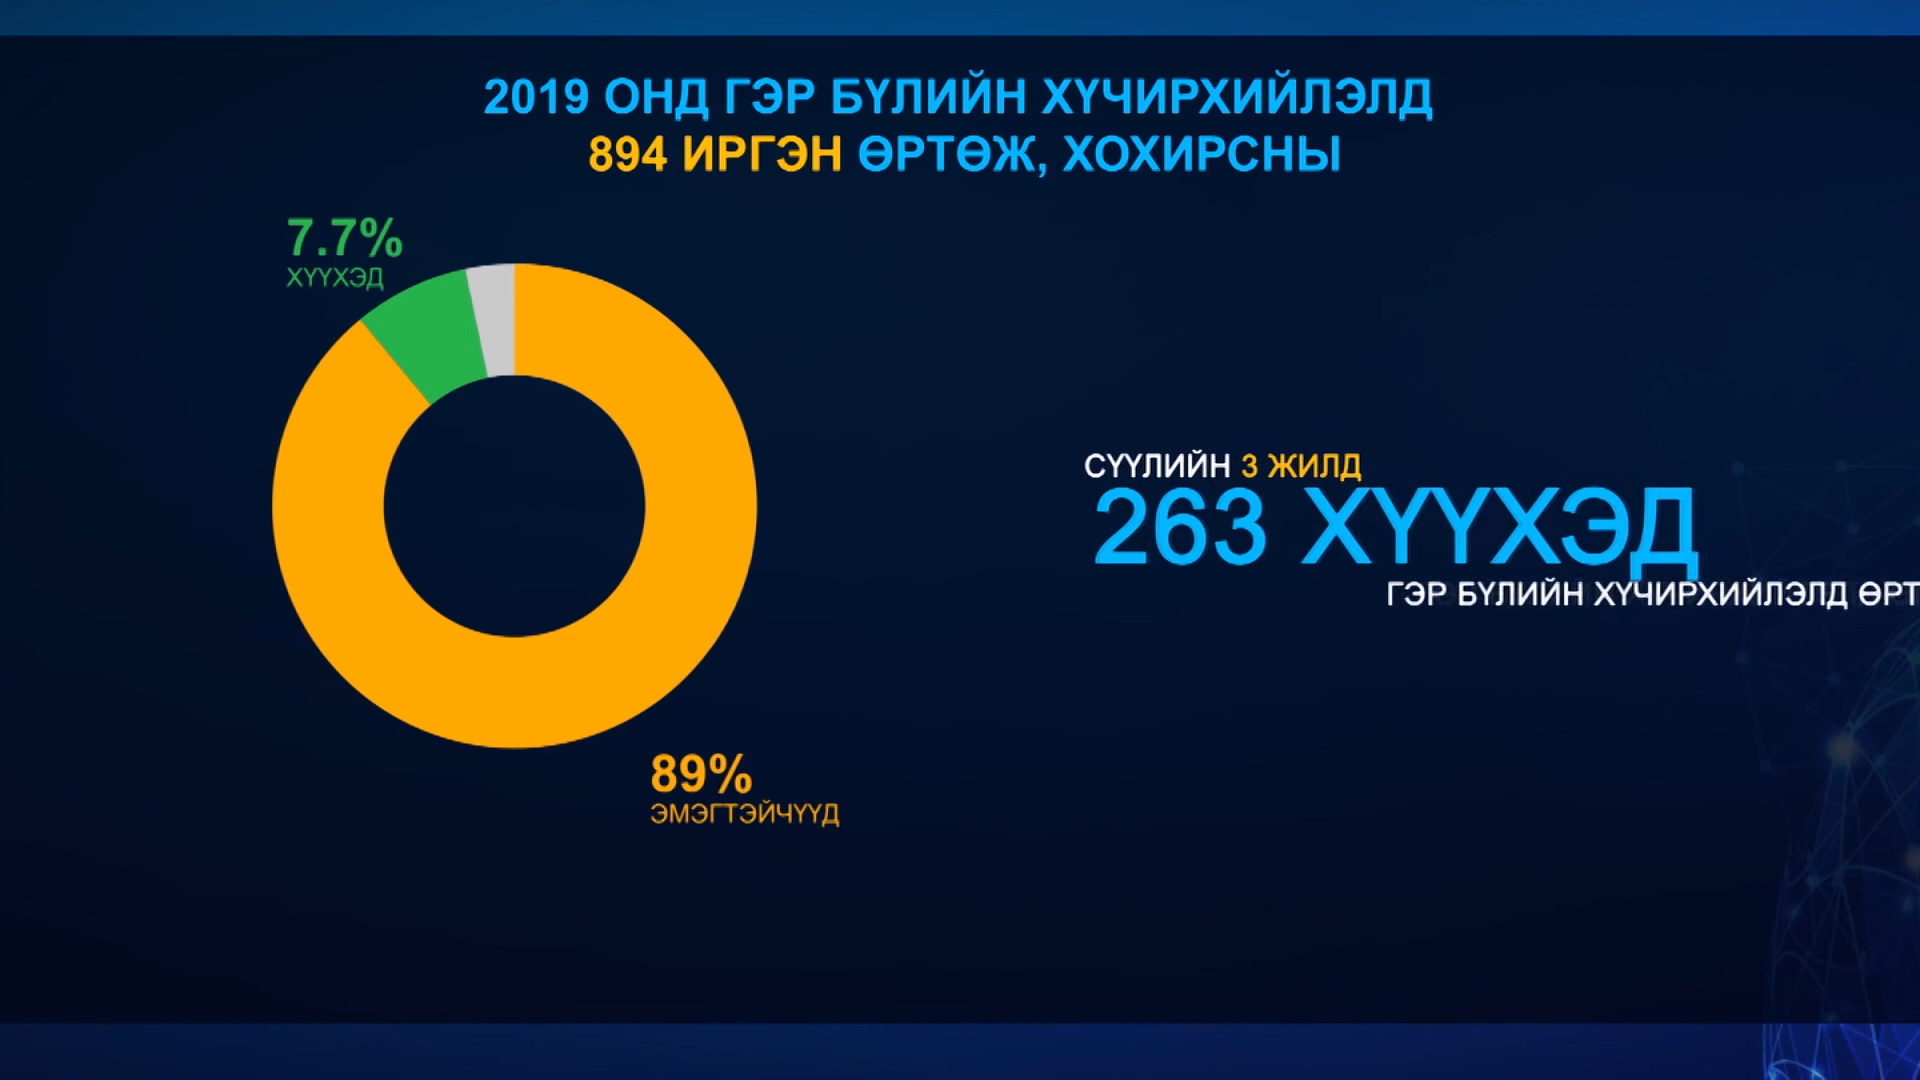 2019 ОНД ГЭР БҮЛИЙН ХҮЧИРХИЙЛЭЛД
894 ИРГЭН ӨРТӨЖ, ХОХИРСНЫ
7.7%
ХҮҮХЭД
89%
ЭМЭГТЭЙЧҮҮД
СҮҮЛИЙН 3 ЖИЛД
263 ХҮҮХЭД
ГЭР БҮЛИЙН ХҮЧИРХИЙЛЭЛД ӨРТ